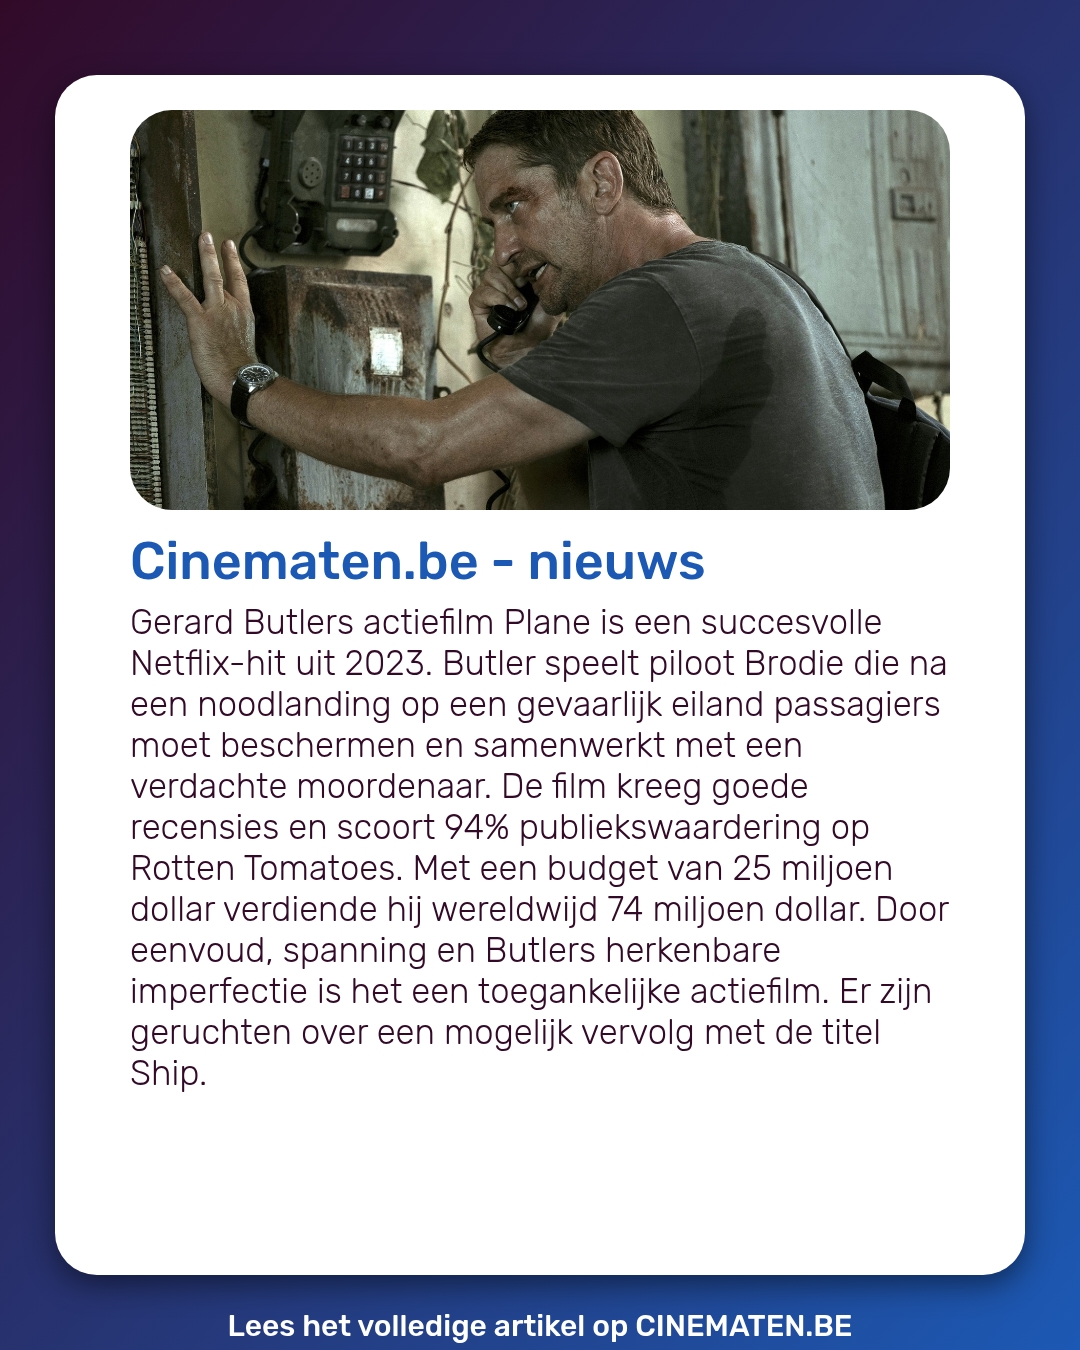 Cinematen.be - nieuws
Gerard Butlers actiefilm Plane is een succesvolle
Netflix-hit uit 2023. Butler speelt piloot Brodie die na
een noodlanding op een gevaarlijk eiland passagiers
moet beschermen en samenwerkt met een
verdachte moordenaar. De film kreeg goede
recensies en scoort 94% publiekswaardering op
Rotten Tomatoes. Met een budget van 25 miljoen
dollar verdiende hij wereldwijd 74 miljoen dollar. Door
eenvoud, spanning en Butlers herkenbare
imperfectie is het een toegankelijke actiefilm. Er zijn
geruchten over een mogelijk vervolg met de titel
Ship.
Lees het volledige artikel op CINEMATEN.BE